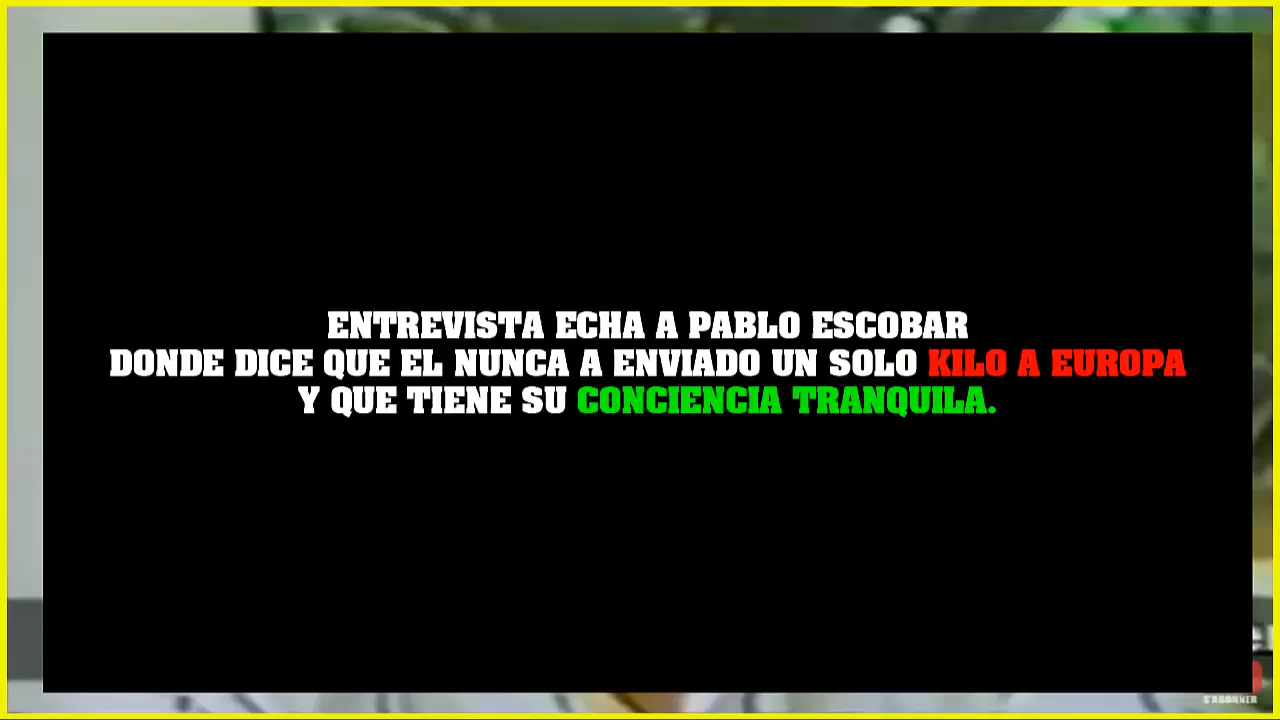 ENTREVISTA ECHA A PABLO ESCOBAR
DONDE DICE QUE EL NUNCA A ENVIADO UN SOLO KILO A EUROPA
Y QUE TIENE SU CONCIENCIA TRANQUILA.
S'ABONNER